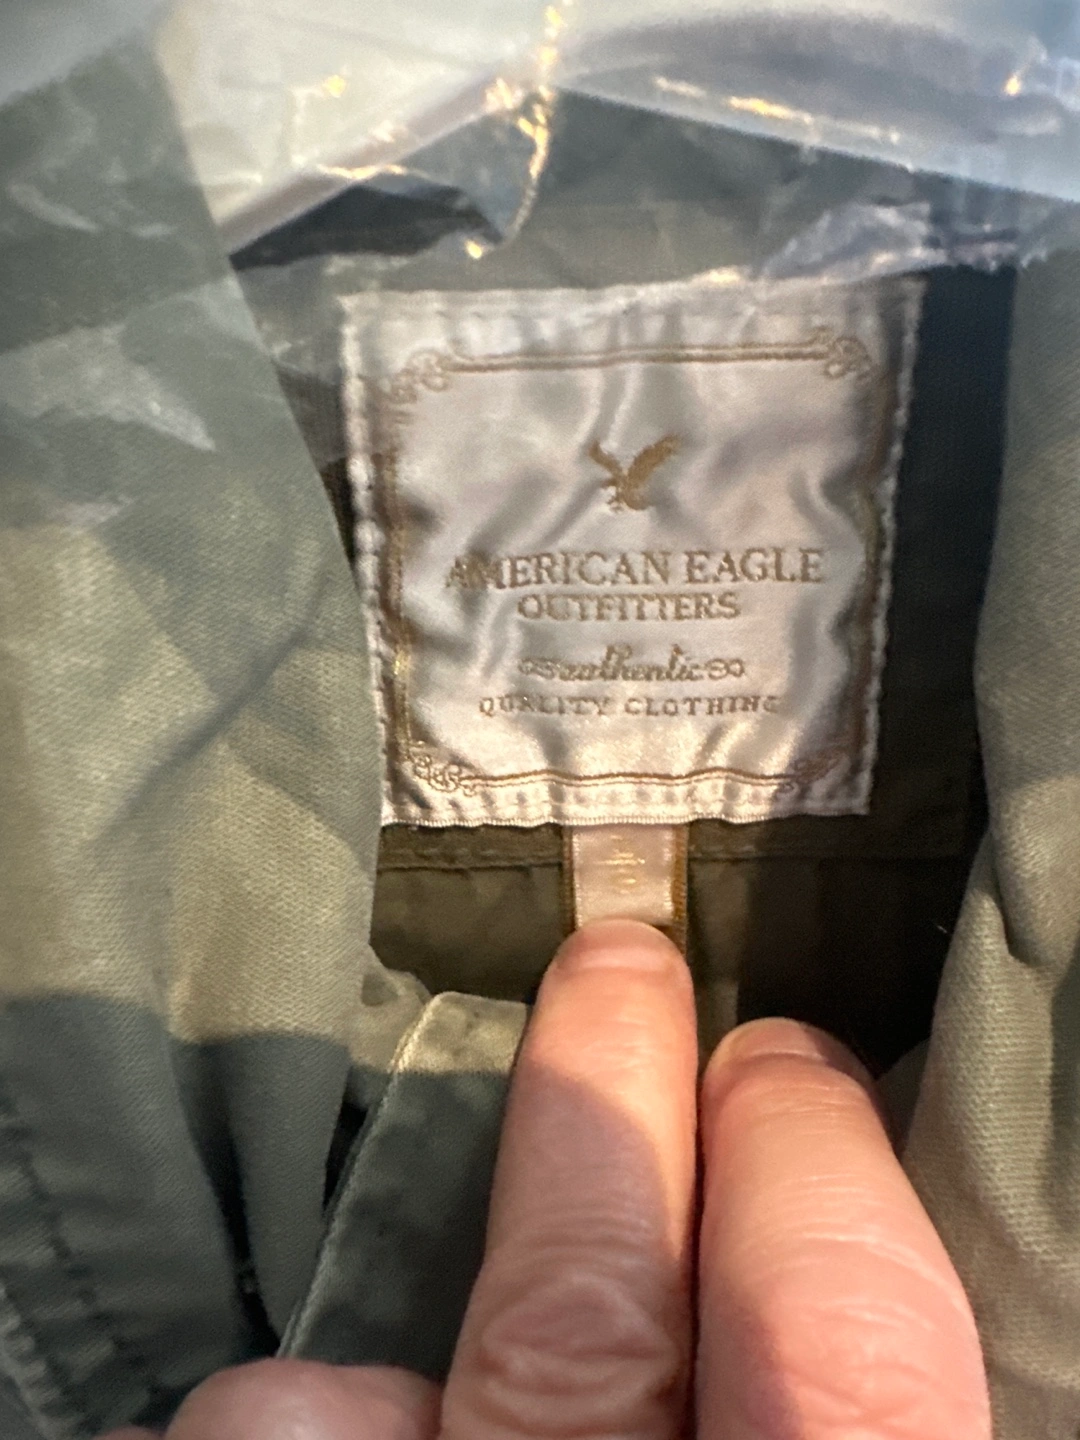 AMERICAN EAGLE
OUTFITTERS
authentic
QUALITY CLOTHING